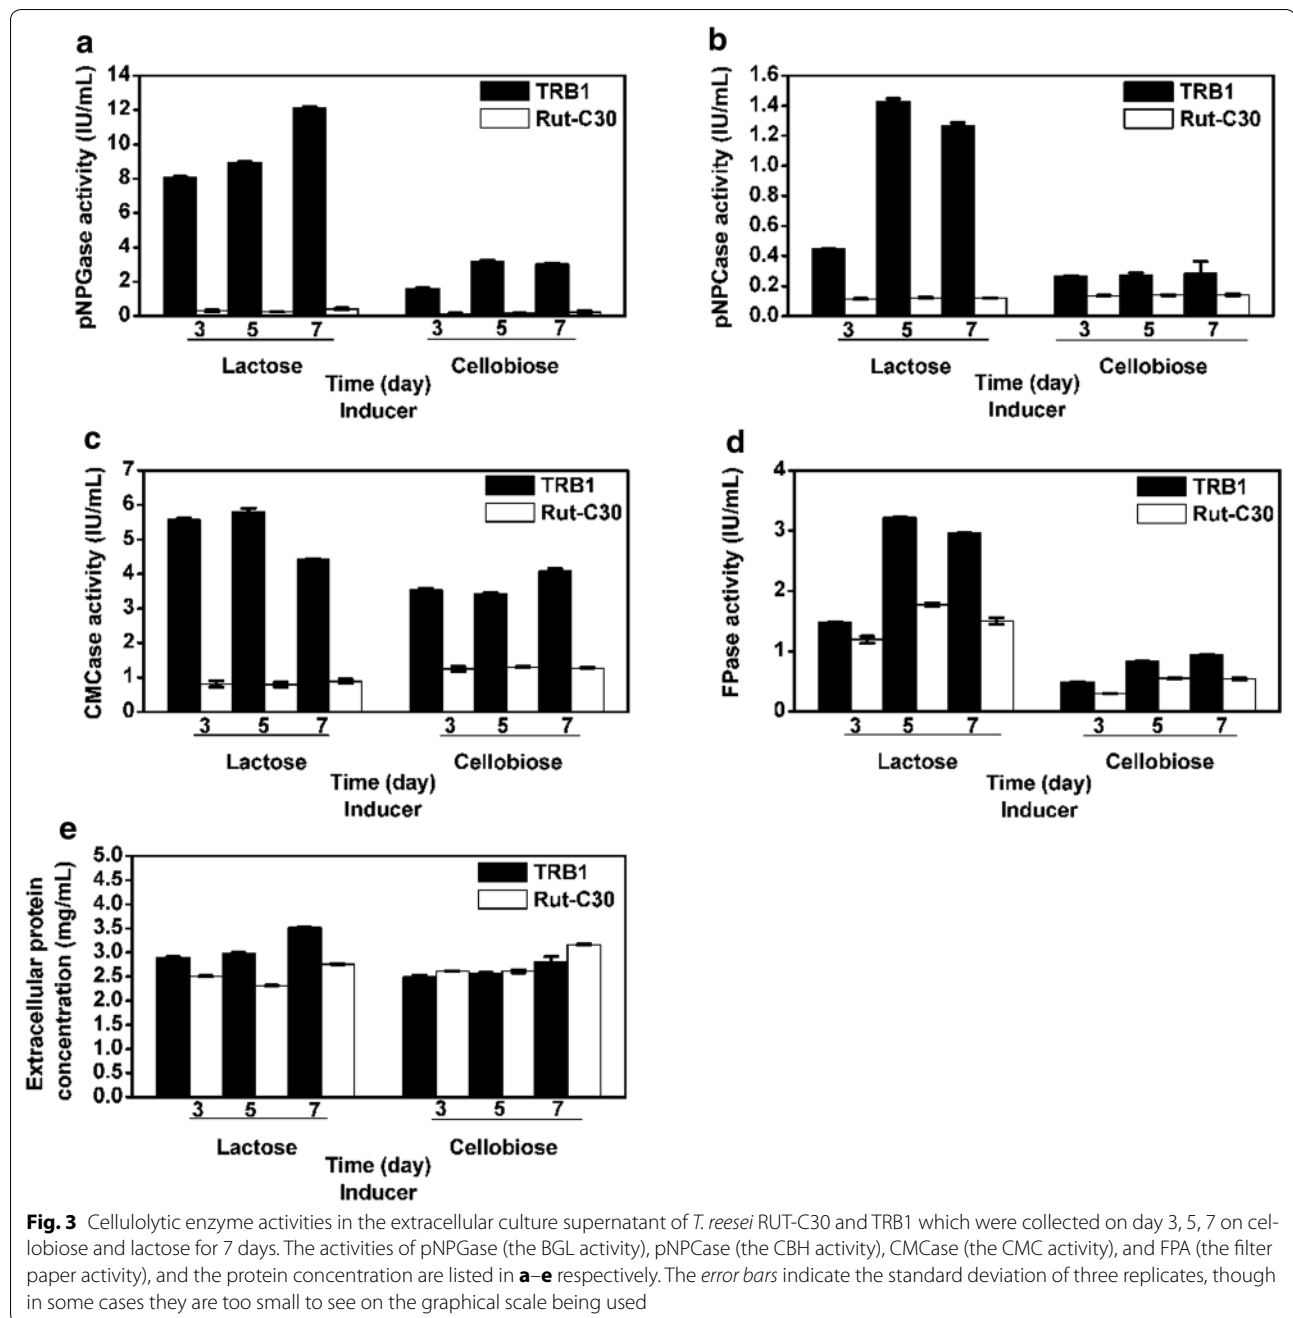 a
pNPGase activity (IU/mL)
14
12
10
8
6
4
2
0
TRB1
Rut-C30
3 5 7 3 5 7
Lactose Cellobiose
Time (day)
Inducer
b
pNPCase activity (IU/mL)
1.6
1.4
1.2
1.0
0.8
0.6
0.4
0.2
0.0
TRB1
Rut-C30
3 5 7 3 5 7
Lactose Cellobiose
Time (day)
Inducer
c
CMCase activity (IU/mL)
7
6
5
4
3
2
1
0
TRB1
Rut-C30
3 5 7 3 5 7
Lactose Cellobiose
Time (day)
Inducer
d
FPase activity (IU/mL)
4
3
2
1
0
TRB1
Rut-C30
3 5 7 3 5 7
Lactose Cellobiose
Time (day)
Inducer
e
Extracellular protein
concentration (mg/mL)
5.0
4.5
4.0
3.5
3.0
2.5
2.0
1.5
1.0
0.5
0.0
TRB1
Rut-C30
3 5 7 3 5 7
Lactose Cellobiose
Time (day)
Inducer
Fig. 3 Cellulolytic enzyme activities in the extracellular culture supernatant of T. reesei RUT-C30 and TRB1 which were collected on day 3, 5, 7 on cel-
lobiose and lactose for 7 days. The activities of pNPGase (the BGL activity), pNPCase (the CBH activity), CMCase (the CMC activity), and FPA (the filter
paper activity), and the protein concentration are listed in a–e respectively. The error bars indicate the standard deviation of three replicates, though
in some cases they are too small to see on the graphical scale being used